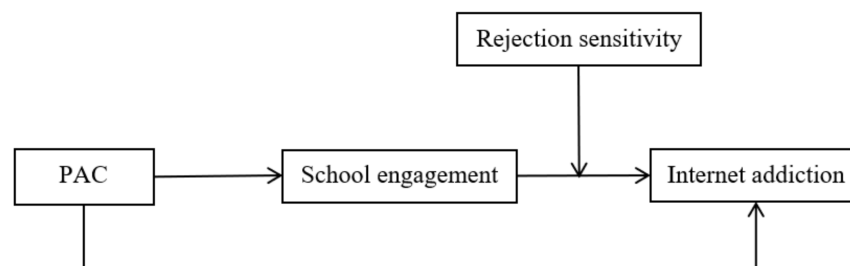 Rejection sensitivity
PAC
School engagement
Internet addiction